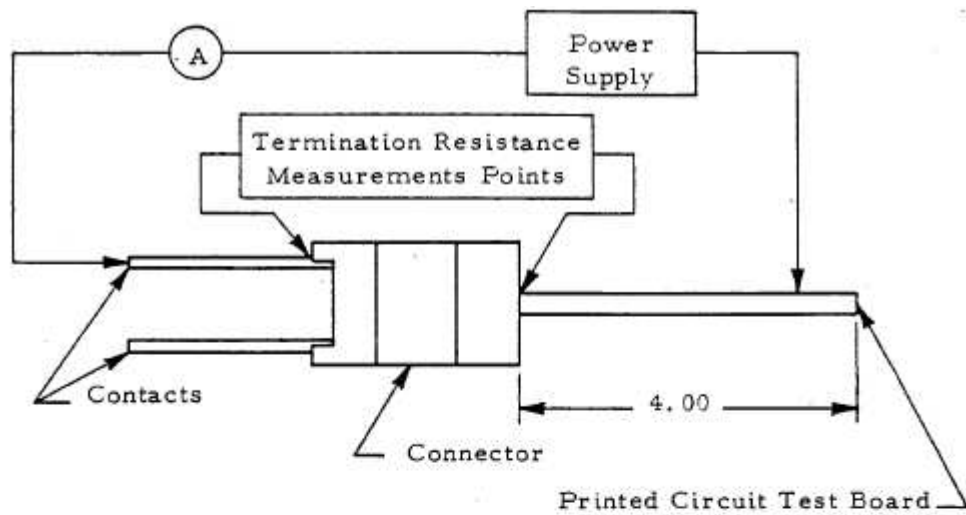 A
Power
Supply
Termination Resistance
Measurements Points
Contacts
4.00
Connector
Printed Circuit Test Board